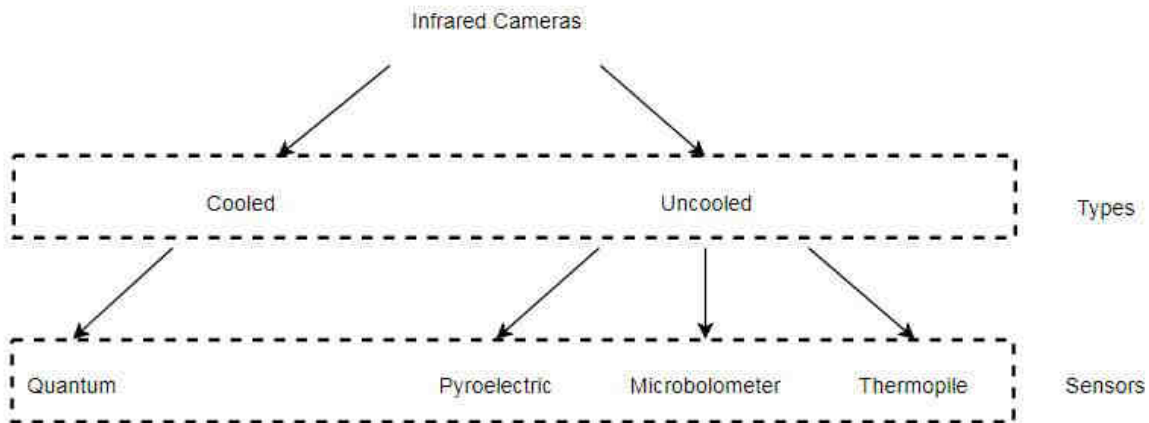 Infrared Cameras
Cooled Uncooled Types
Quantum Pyroelectric Microbolometer Thermopile Sensors